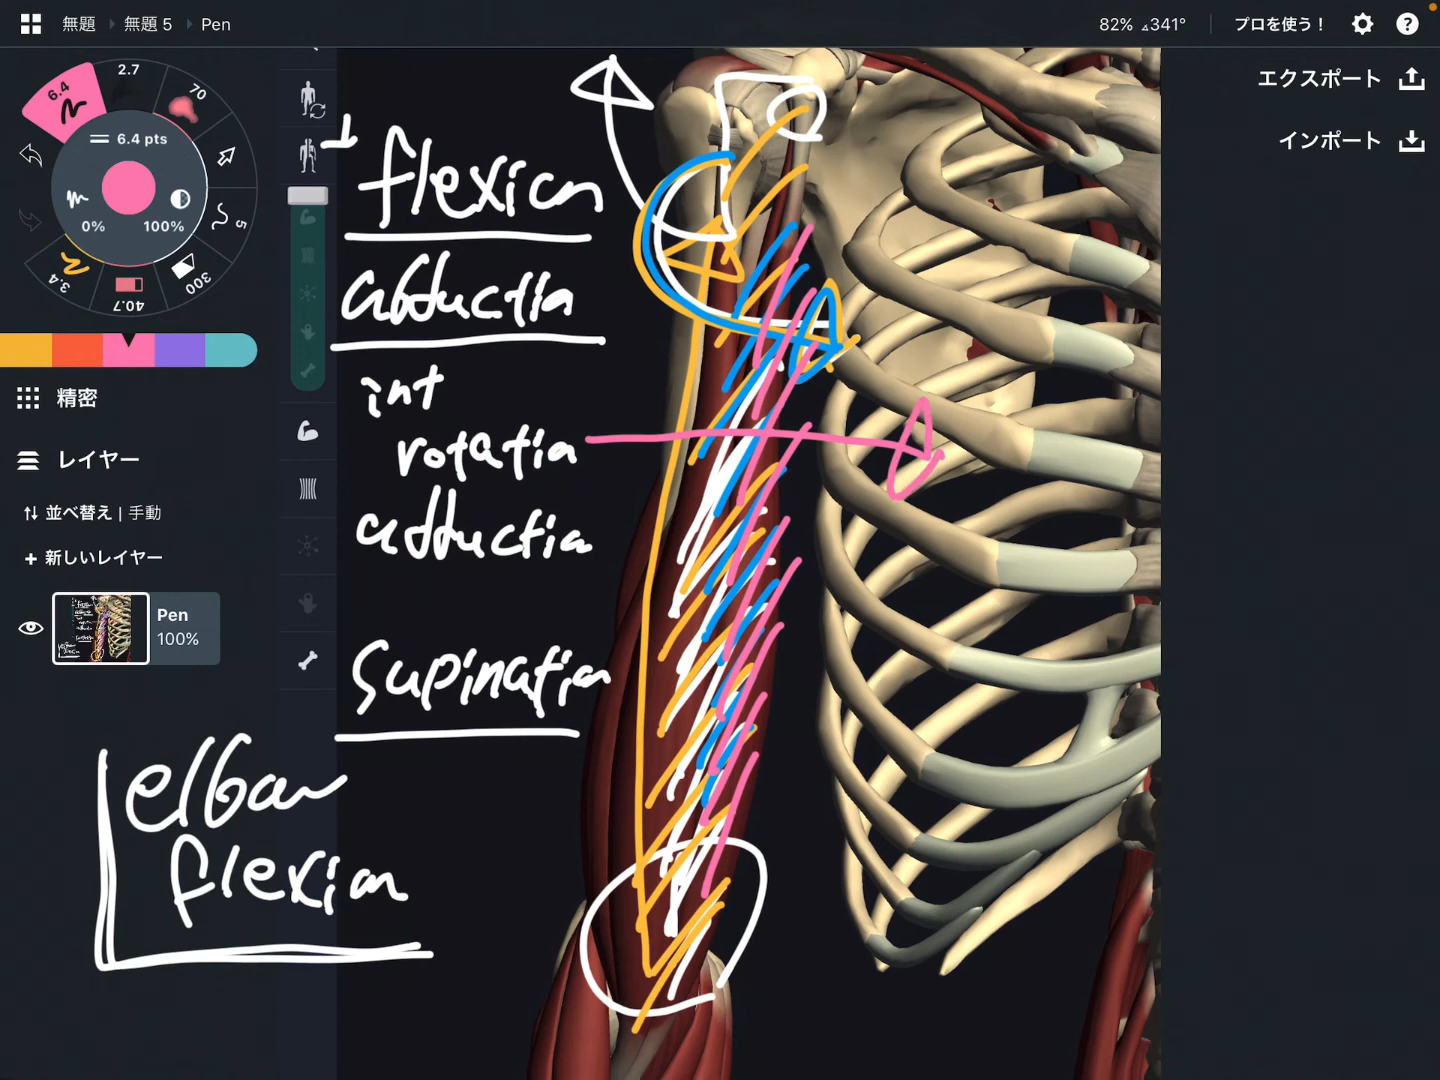 無題 無題 5 Pen
82% ⊿341°
プロを使う！
エクスポート
インポート
6.4
2.7
70
6.4 pts
0%
100%
5
3.4
40.7
300
精密
レイヤー
並べ替え | 手動
+ 新しいレイヤー
Pen
100%
flexion
abduction
int
rotation
adduction
supination
elbow
flexion